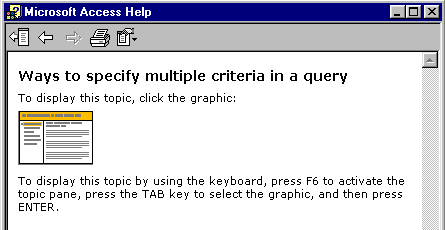 Microsoft Access Help
Ways to specify multiple criteria in a query
To display this topic, click the graphic:
To display this topic by using the keyboard, press F6 to activate the
topic pane, press the TAB key to select the graphic, and then press
ENTER.